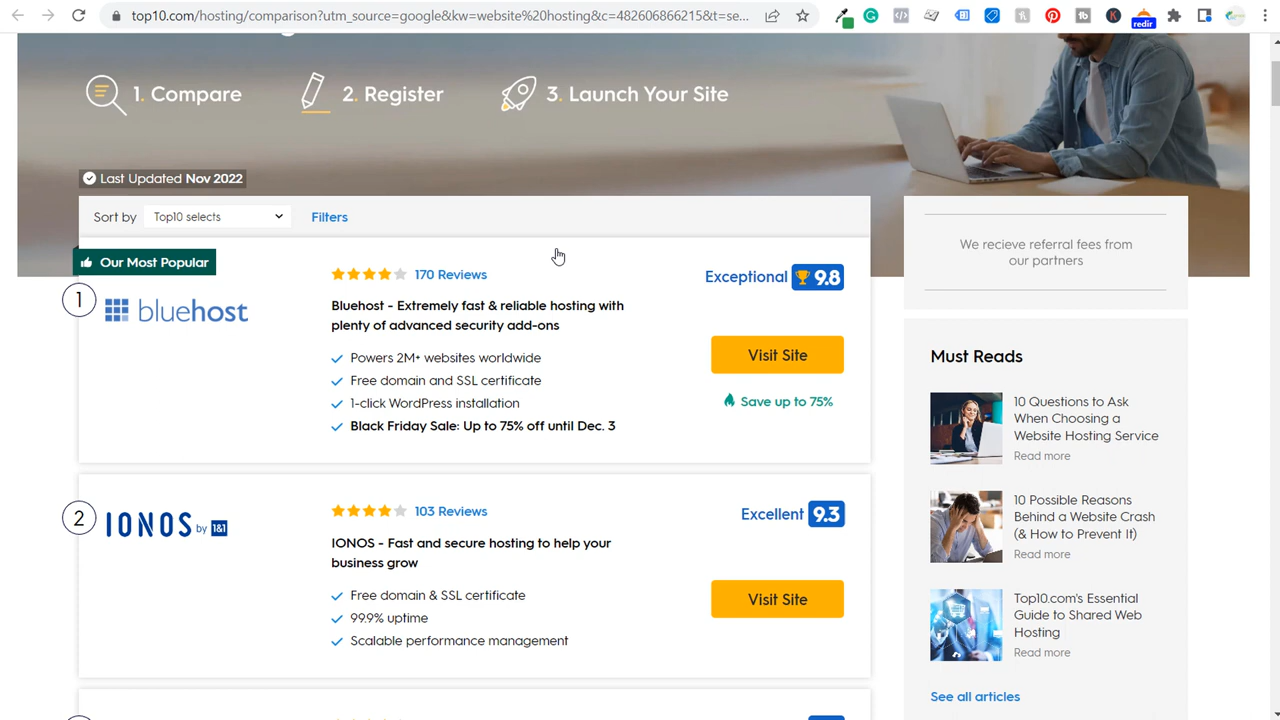 top10.com/hosting/comparison?utm_source=google&kw=website%20hosting&c=482606866215&t=se...
redir
1. Compare
2. Register
3. Launch Your Site
Last Updated Nov 2022
Sort by
Top10 selects
Filters
Our Most Popular
1
bluehost
170 Reviews
Exceptional
9.8
Bluehost - Extremely fast & reliable hosting with
plenty of advanced security add-ons
Powers 2M+ websites worldwide
Free domain and SSL certificate
1-click WordPress installation
Black Friday Sale: Up to 75% off until Dec. 3
Visit Site
Save up to 75%
2
IONOS by 1&1
103 Reviews
Excellent
9.3
IONOS - Fast and secure hosting to help your
business grow
Free domain & SSL certificate
99.9% uptime
Scalable performance management
Visit Site
We recieve referral fees from
our partners
Must Reads
10 Questions to Ask
When Choosing a
Website Hosting Service
Read more
10 Possible Reasons
Behind a Website Crash
(& How to Prevent It)
Read more
Top10.com's Essential
Guide to Shared Web
Hosting
Read more
See all articles